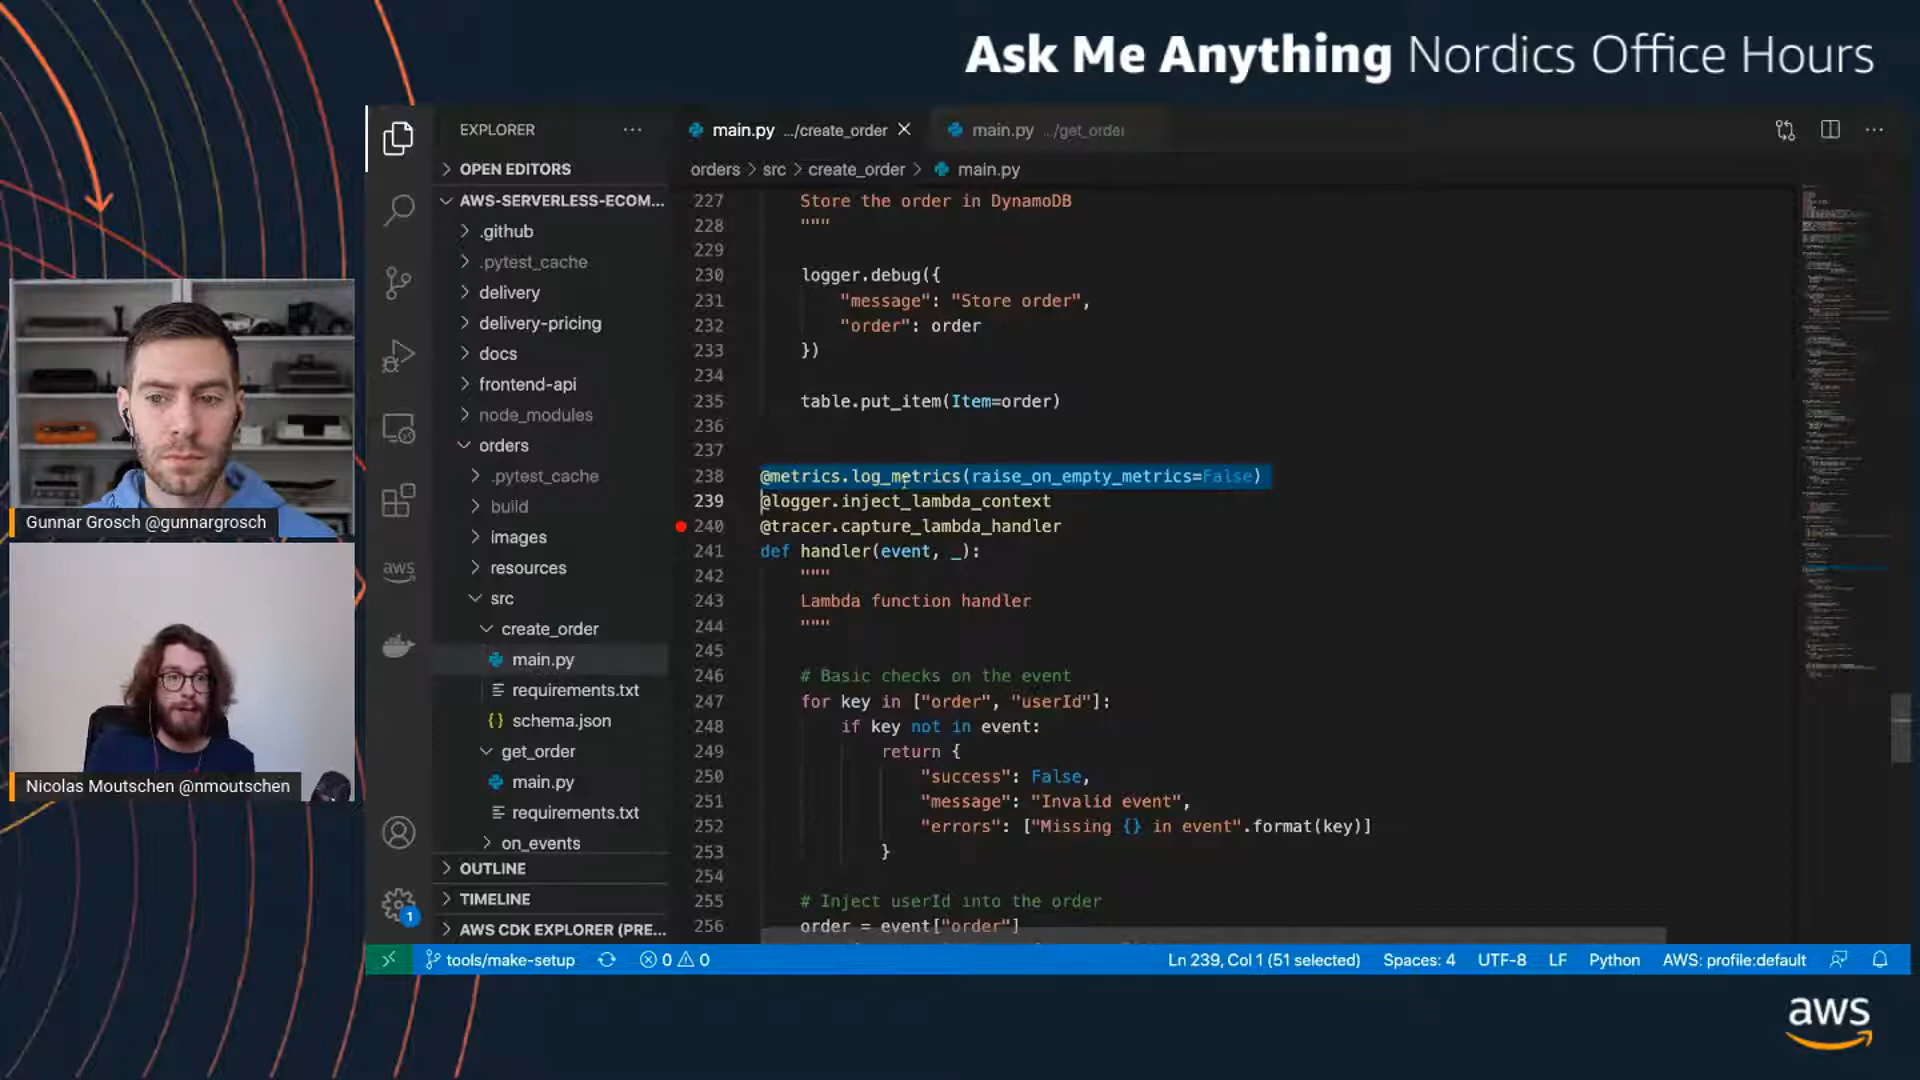 Ask Me Anything Nordics Office Hours
EXPLORER
OPEN EDITORS
AWS-SERVERLESS-ECOM...
.github
.pytest_cache
delivery
delivery-pricing
docs
frontend-api
node_modules
orders
.pytest_cache
build
images
resources
src
create_order
main.py
requirements.txt
schema.json
get_order
main.py
requirements.txt
on_events
OUTLINE
TIMELINE
AWS CDK EXPLORER (PRE...
aws
1
main.py .../create_order
main.py .../get_order
orders > src > create_order > main.py
227 Store the order in DynamoDB
228 """
229
230 logger.debug({
231 "message": "Store order",
232 "order": order
233 })
234
235 table.put_item(Item=order)
236
237
238 @metrics.log_metrics(raise_on_empty_metrics=False)
239 @logger.inject_lambda_context
240 @tracer.capture_lambda_handler
241 def handler(event, _):
242 """
243 Lambda function handler
244 """
245
246 # Basic checks on the event
247 for key in ["order", "userId"]:
248 if key not in event:
249 return {
250 "success": False,
251 "message": "Invalid event",
252 "errors": ["Missing {} in event".format(key)]
253 }
254
255 # Inject userId into the order
256 order = event["order"]
Gunnar Grosch @gunnargrosch
Nicolas Moutschen @nmoutschen
tools/make-setup 0 0 Ln 239, Col 1 (51 selected) Spaces: 4 UTF-8 LF Python AWS: profile:default
aws